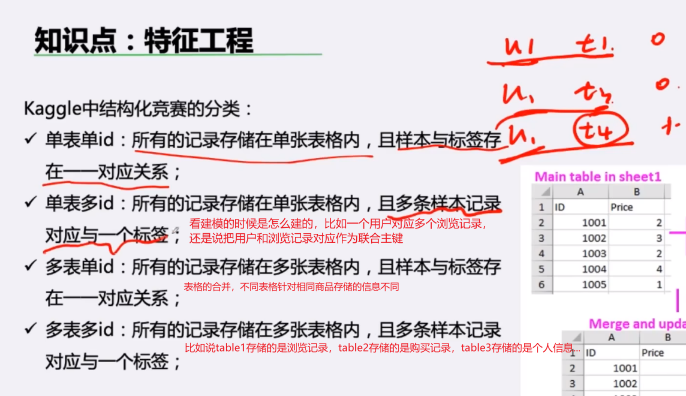 知识点：特征工程
u1 t1. 0
u1 t2 0.
u1 t4 1
Kaggle中结构化竞赛的分类：
✓ 单表单id：所有的记录存储在单张表格内，且样本与标签存
在一一对应关系；
✓ 单表多id：所有的记录存储在单张表格内，且多条样本记录
对应与一个标签；
看建模的时候是怎么建的，比如一个用户对应多个浏览记录，
还是说把用户和浏览记录对应作为联合主键
✓ 多表单id：所有的记录存储在多张表格内，且样本与标签存
在一一对应关系；
表格的合并，不同表格针对相同商品存储的信息不同
✓ 多表多id：所有的记录存储在多张表格内，且多条样本记录
对应与一个标签；
比如说table1存储的是浏览记录，table2存储的是购买记录，table3存储的是个人信息...
Main table in sheet1
A B
1 ID Price
2 1001 2
3 1002 3
4 1003 2
5 1004 4
6 1005 1
Merge and upda
A B
1 ID Price
2 1001
3 1002